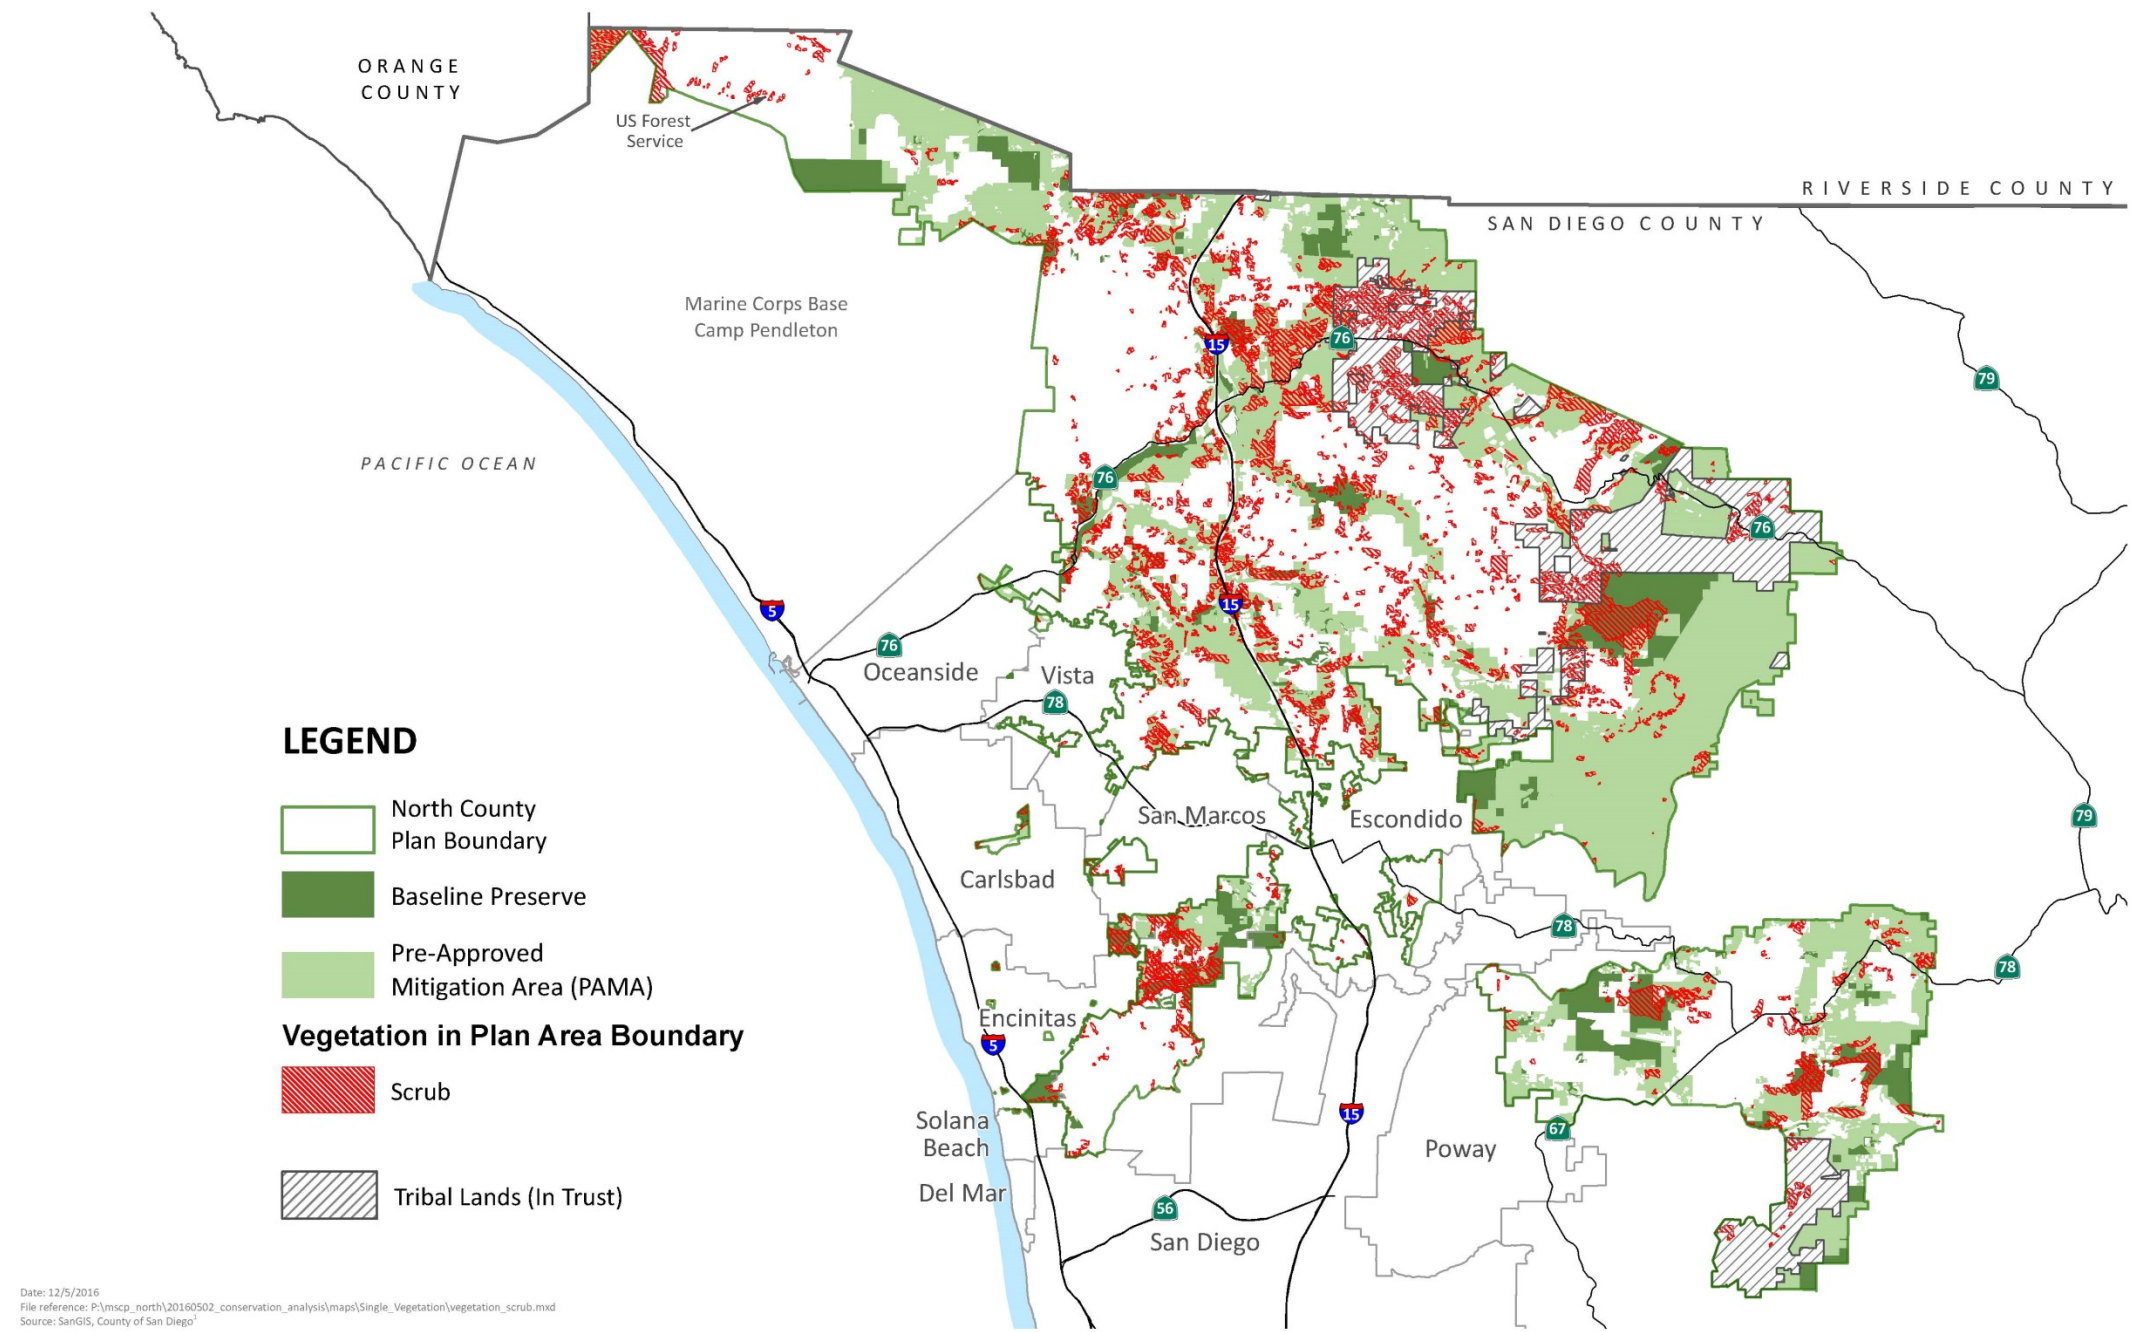 ORANGE
COUNTY
US Forest
Service
RIVERSIDE COUNTY
SAN DIEGO COUNTY
Marine Corps Base
Camp Pendleton
15
76
79
PACIFIC OCEAN
76
76
5
15
76
Oceanside
Vista
78
LEGEND
North County
Plan Boundary
Baseline Preserve
Pre-Approved
Mitigation Area (PAMA)
Vegetation in Plan Area Boundary
Scrub
Tribal Lands (In Trust)
San Marcos
Escondido
79
Carlsbad
78
78
Encinitas
5
Solana
Beach
15
67
Poway
Del Mar
56
San Diego
Date: 12/5/2016
File reference: P:\mscp_north\20160502_conservation_analysis\maps\Single_Vegetation\vegetation_scrub.mxd
Source: SanGIS, County of San Diego1